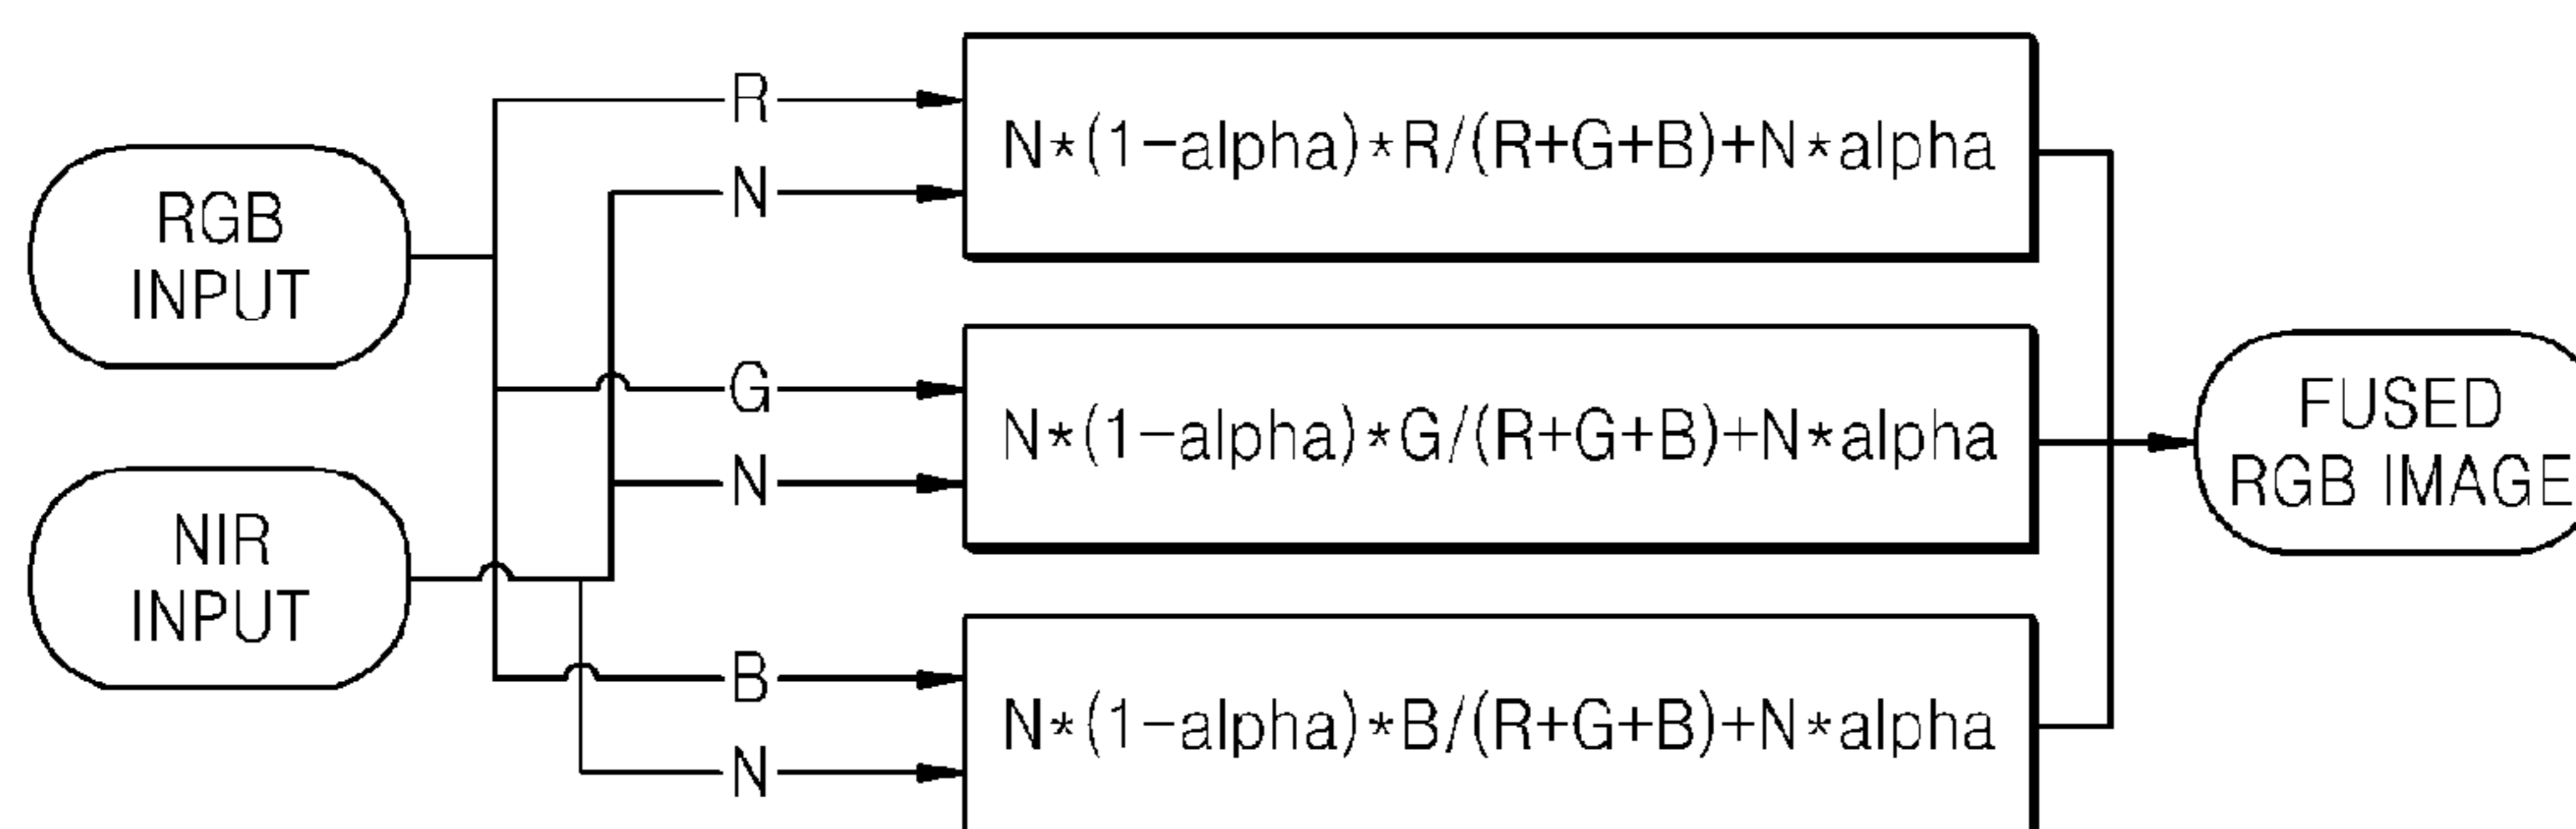 RGB
INPUT
NIR
INPUT
R
N
G
N
B
N
N*(1-alpha)*R/(R+G+B)+N*alpha
N*(1-alpha)*G/(R+G+B)+N*alpha
N*(1-alpha)*B/(R+G+B)+N*alpha
FUSED
RGB IMAGE